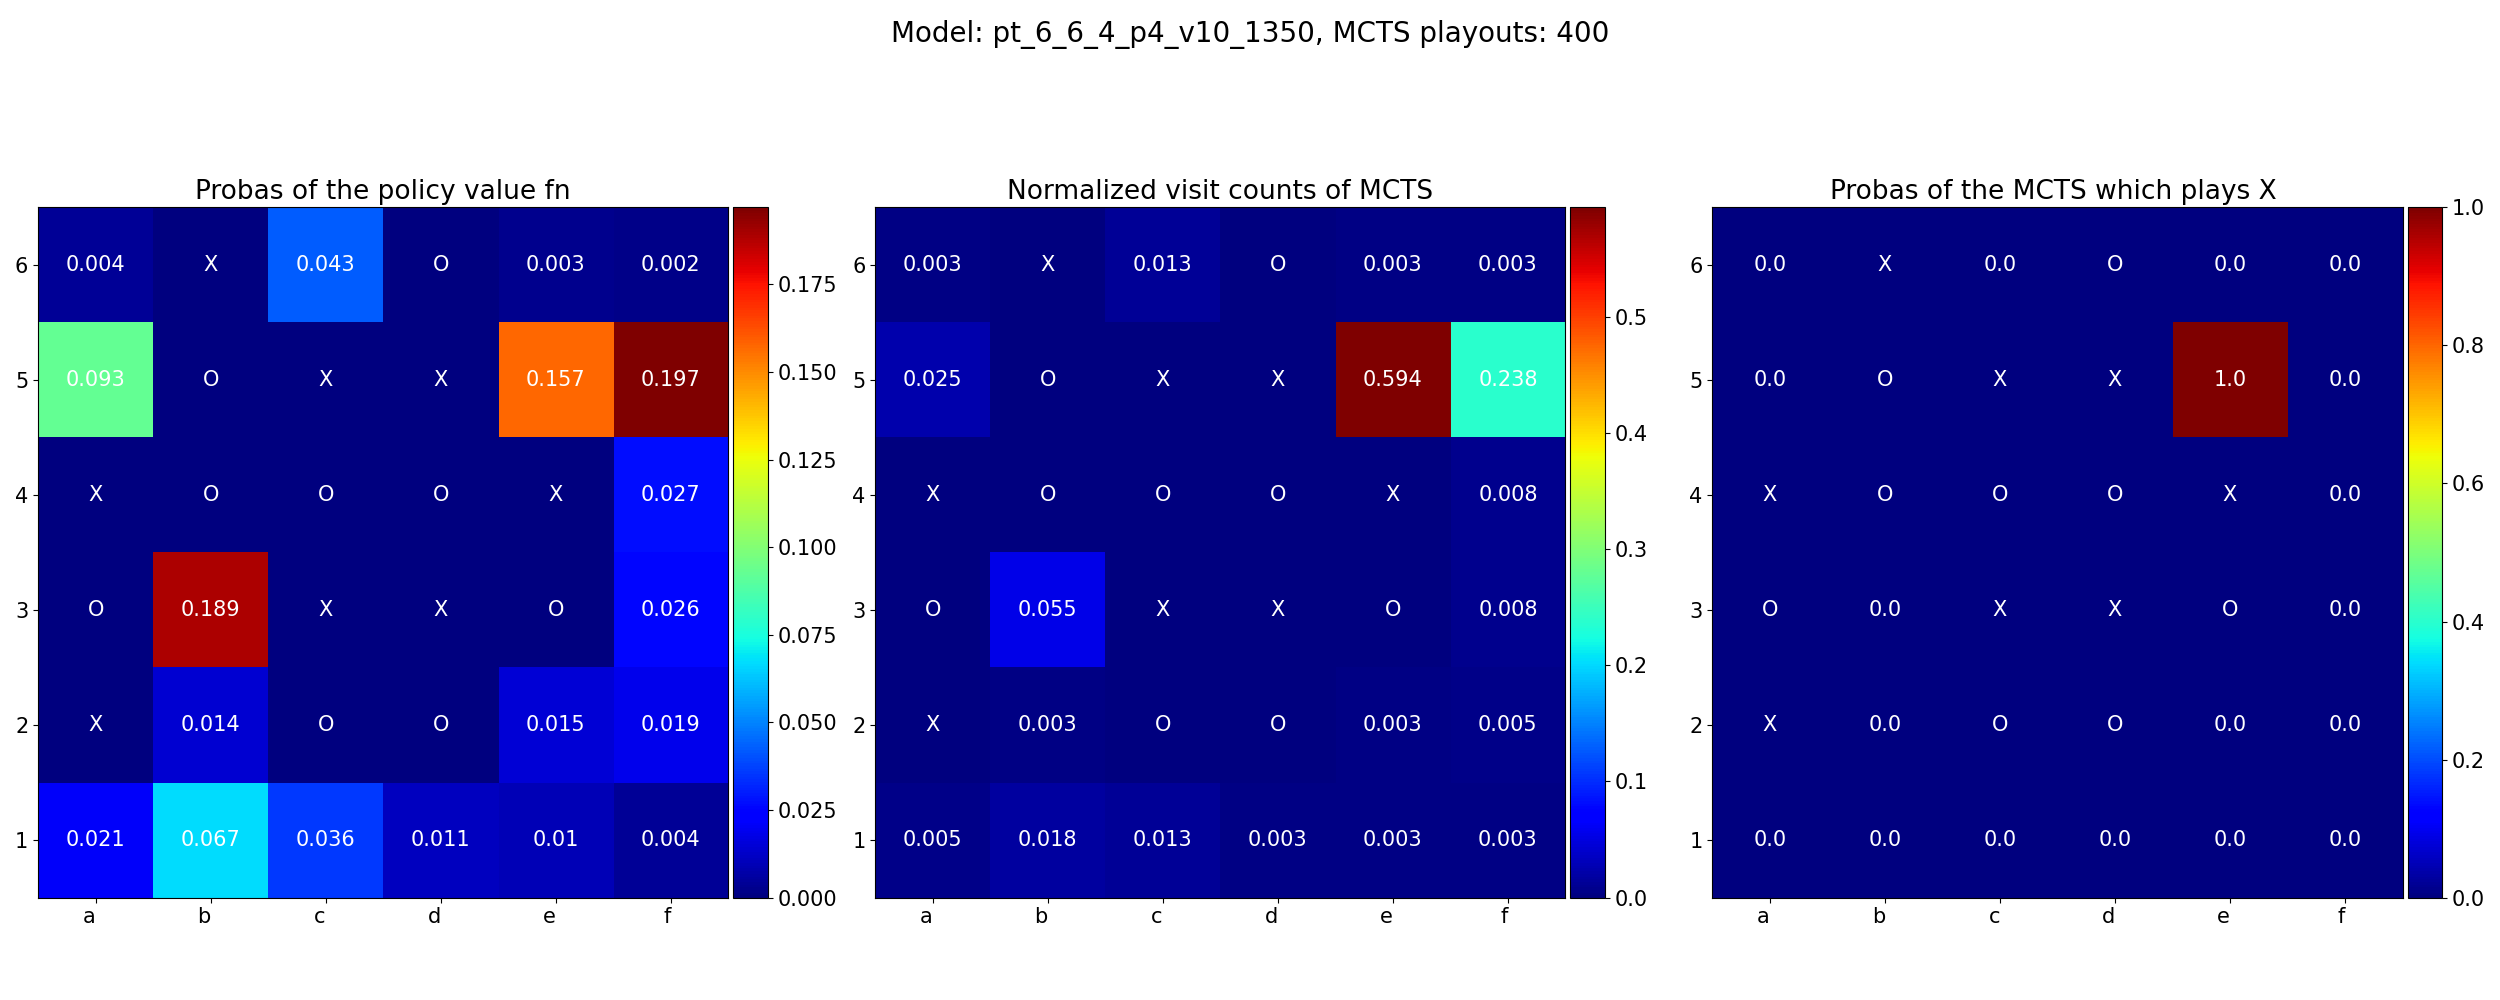 Model: pt_6_6_4_p4_v10_1350, MCTS playouts: 400
Probas of the policy value fn
6 0.004 X 0.043 O 0.003 0.002
5 0.093 O X X 0.157 0.197
4 X O O O X 0.027
3 O 0.189 X X O 0.026
2 X 0.014 O O 0.015 0.019
1 0.021 0.067 0.036 0.011 0.01 0.004
a b c d e f
0.175
0.150
0.125
0.100
0.075
0.050
0.025
0.000
Normalized visit counts of MCTS
6 0.003 X 0.013 O 0.003 0.003
5 0.025 O X X 0.594 0.238
4 X O O O X 0.008
3 O 0.055 X X O 0.008
2 X 0.003 O O 0.003 0.005
1 0.005 0.018 0.013 0.003 0.003 0.003
a b c d e f
0.5
0.4
0.3
0.2
0.1
0.0
Probas of the MCTS which plays X
6 0.0 X 0.0 O 0.0 0.0
5 0.0 O X X 1.0 0.0
4 X O O O X 0.0
3 O 0.0 X X O 0.0
2 X 0.0 O O 0.0 0.0
1 0.0 0.0 0.0 0.0 0.0 0.0
a b c d e f
1.0
0.8
0.6
0.4
0.2
0.0